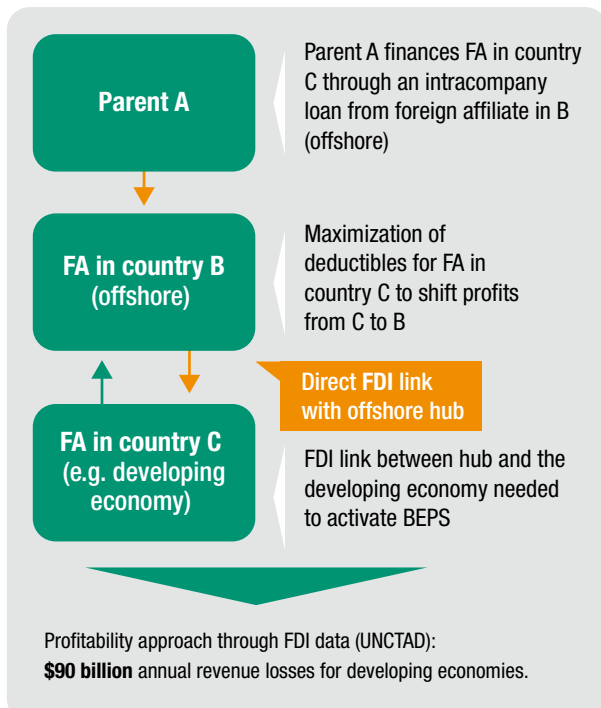 Parent A
Parent A finances FA in country
C through an intracompany
loan from foreign affiliate in B
(offshore)
FA in country B
(offshore)
Maximization of
deductibles for FA in
country C to shift profits
from C to B
Direct FDI link
with offshore hub
FA in country C
(e.g. developing
economy)
FDI link between hub and the
developing economy needed
to activate BEPS
Profitability approach through FDI data (UNCTAD):
$90 billion annual revenue losses for developing economies.